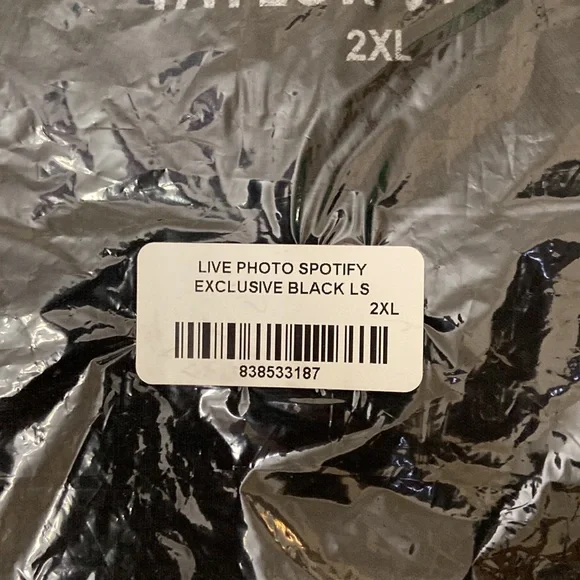 2XL
LIVE PHOTO SPOTIFY
EXCLUSIVE BLACK LS
2XL
838533187